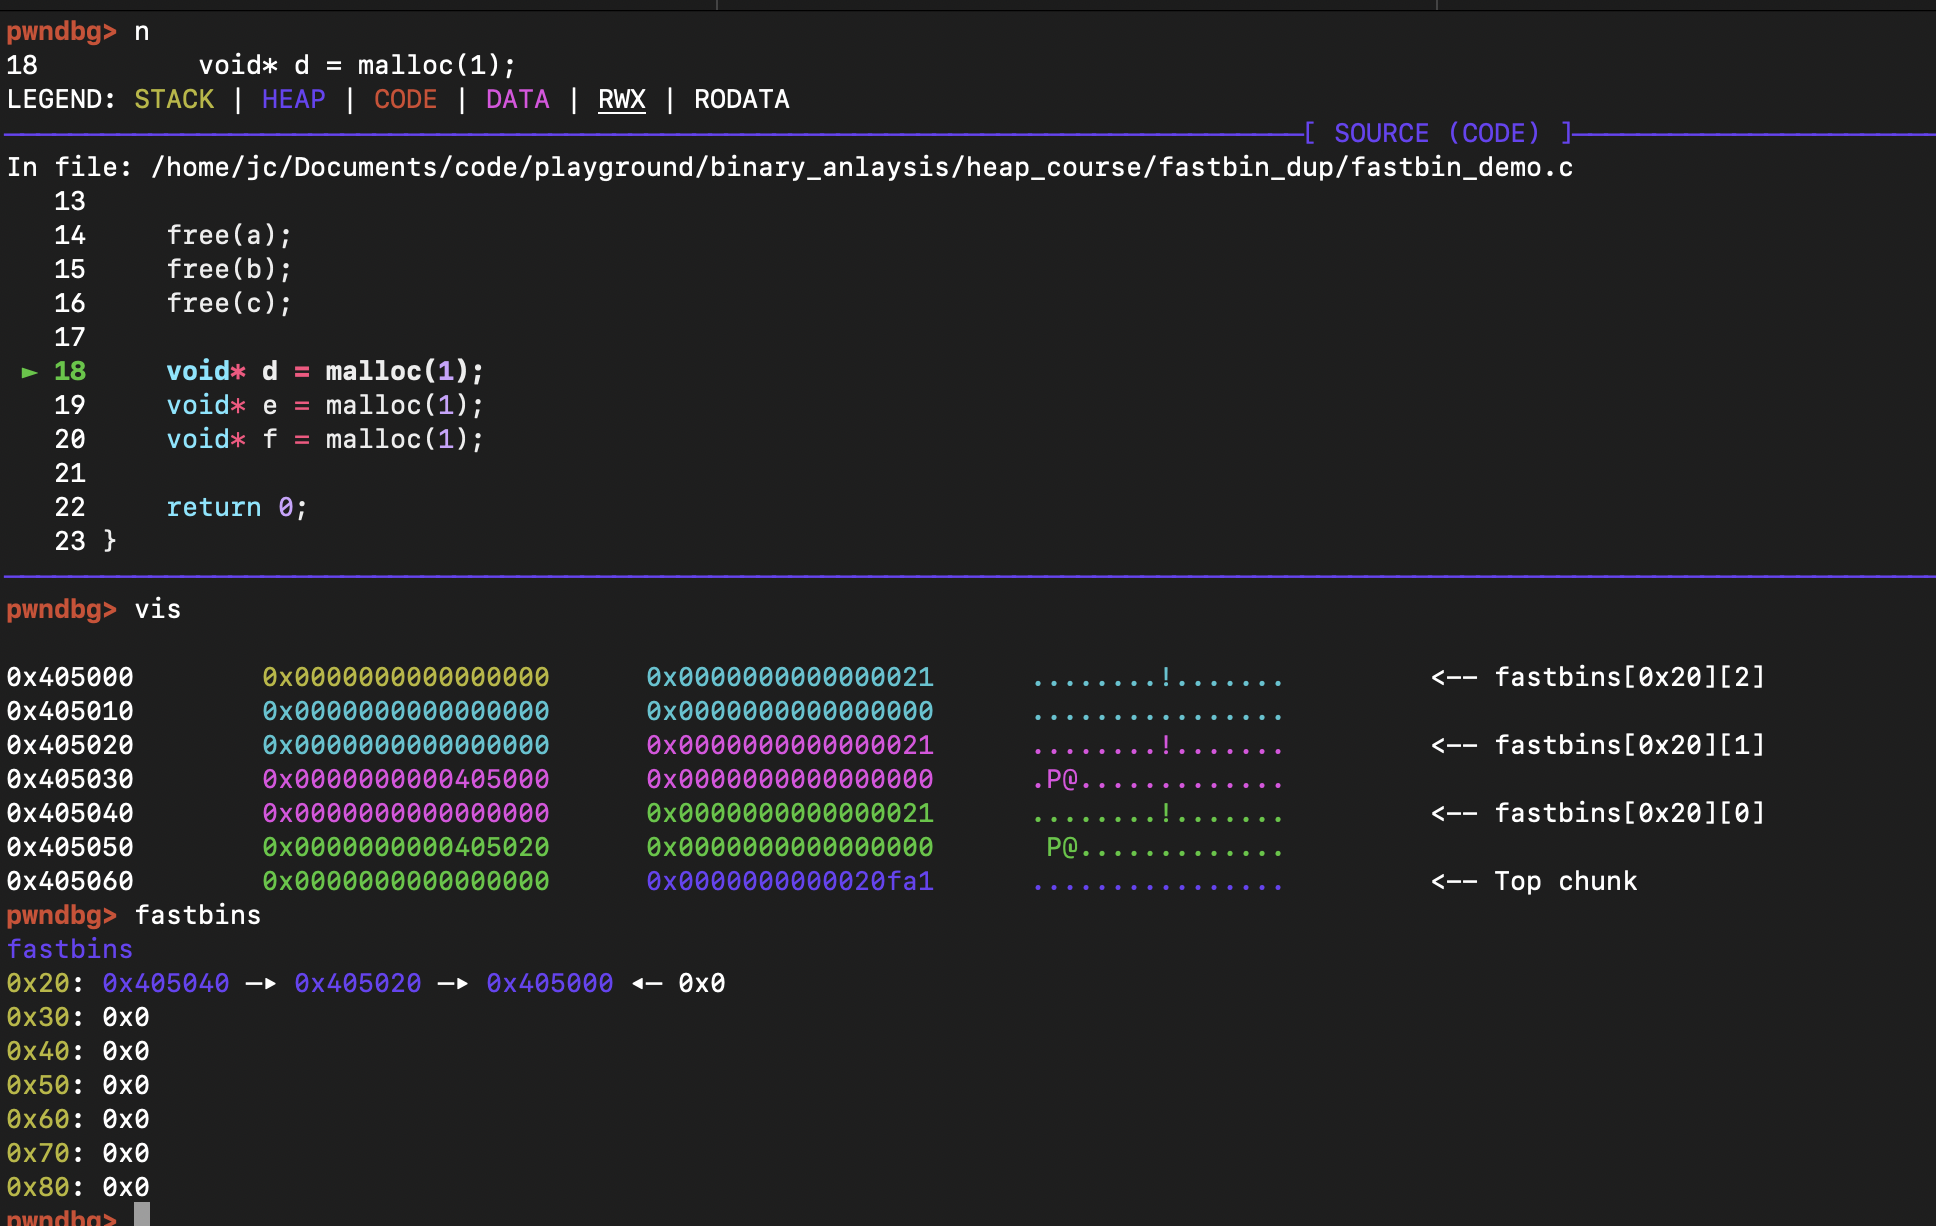 pwndbg> n
18          void* d = malloc(1);
LEGEND: STACK | HEAP | CODE | DATA | RWX | RODATA
[ SOURCE (CODE) ]
In file: /home/jc/Documents/code/playground/binary_anlaysis/heap_course/fastbin_dup/fastbin_demo.c
   13
   14     free(a);
   15     free(b);
   16     free(c);
   17
 ► 18     void* d = malloc(1);
   19     void* e = malloc(1);
   20     void* f = malloc(1);
   21
   22     return 0;
   23 }
pwndbg> vis
0x405000        0x0000000000000000      0x0000000000000021      ........!.......         <-- fastbins[0x20][2]
0x405010        0x0000000000000000      0x0000000000000000      ................
0x405020        0x0000000000000000      0x0000000000000021      ........!.......         <-- fastbins[0x20][1]
0x405030        0x0000000000405000      0x0000000000000000      .P@.............
0x405040        0x0000000000000000      0x0000000000000021      ........!.......         <-- fastbins[0x20][0]
0x405050        0x0000000000405020      0x0000000000000000       P@.............
0x405060        0x0000000000000000      0x0000000000020fa1      ................         <-- Top chunk
pwndbg> fastbins
fastbins
0x20: 0x405040 —▸ 0x405020 —▸ 0x405000 ◂— 0x0
0x30: 0x0
0x40: 0x0
0x50: 0x0
0x60: 0x0
0x70: 0x0
0x80: 0x0
pwndbg>